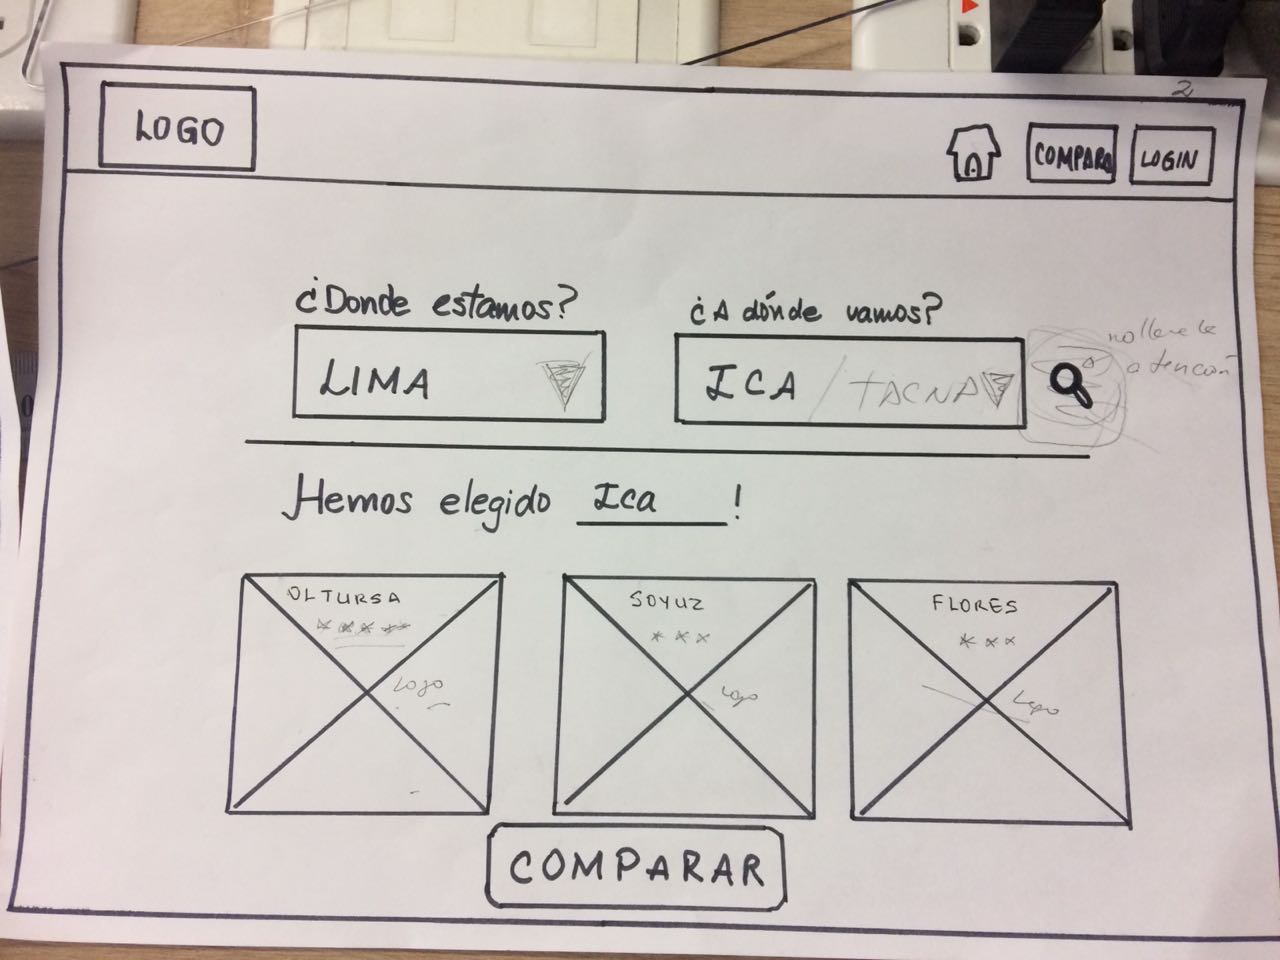 2
LOGO
COMPARA
LOGIN
¿Donde estamos?
¿A dónde vamos?
LIMA
ICA / TACNA
no llene la
atención
Hemos elegido Ica !
OLTURSA
SOYUZ
FLORES
Logo
Logo
Logo
COMPARAR